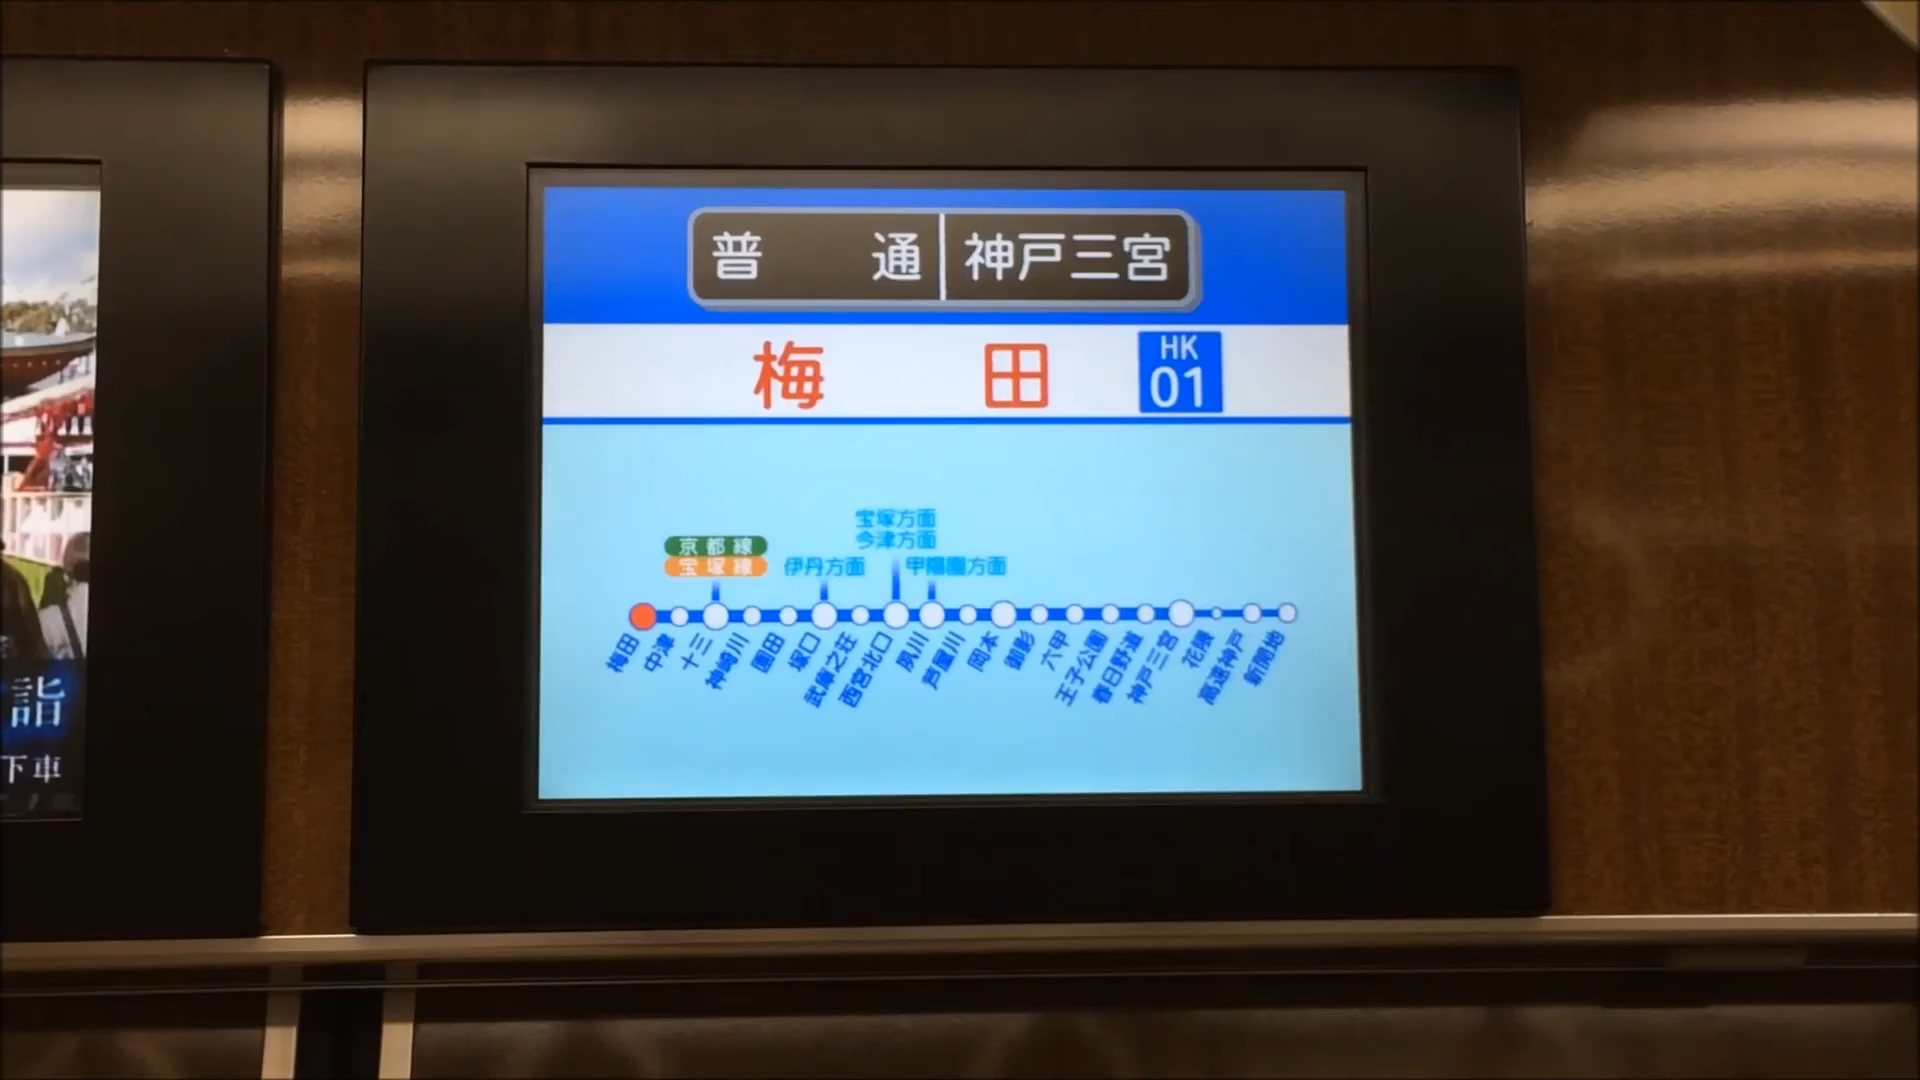 普通 神戸三宮
梅田 HK 01
宝塚方面
今津方面
京都線
宝塚線
伊丹方面
甲陽園方面
梅田
中津
十三
神崎川
園田
塚口
武庫之荘
西宮北口
夙川
芦屋川
岡本
御影
六甲
王子公園
春日野道
神戸三宮
花隈
高速神戸
新開地
詣
下車